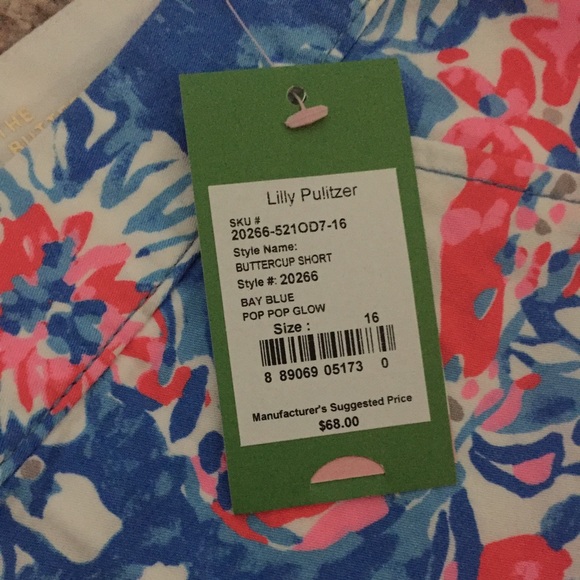 THE
Lilly Pulitzer
SKU #
20266-521OD7-16
Style Name:
BUTTERCUP SHORT
Style #: 20266
BAY BLUE
POP POP GLOW
Size : 16
8 89069 05173 0
Manufacturer's Suggested Price
$68.00